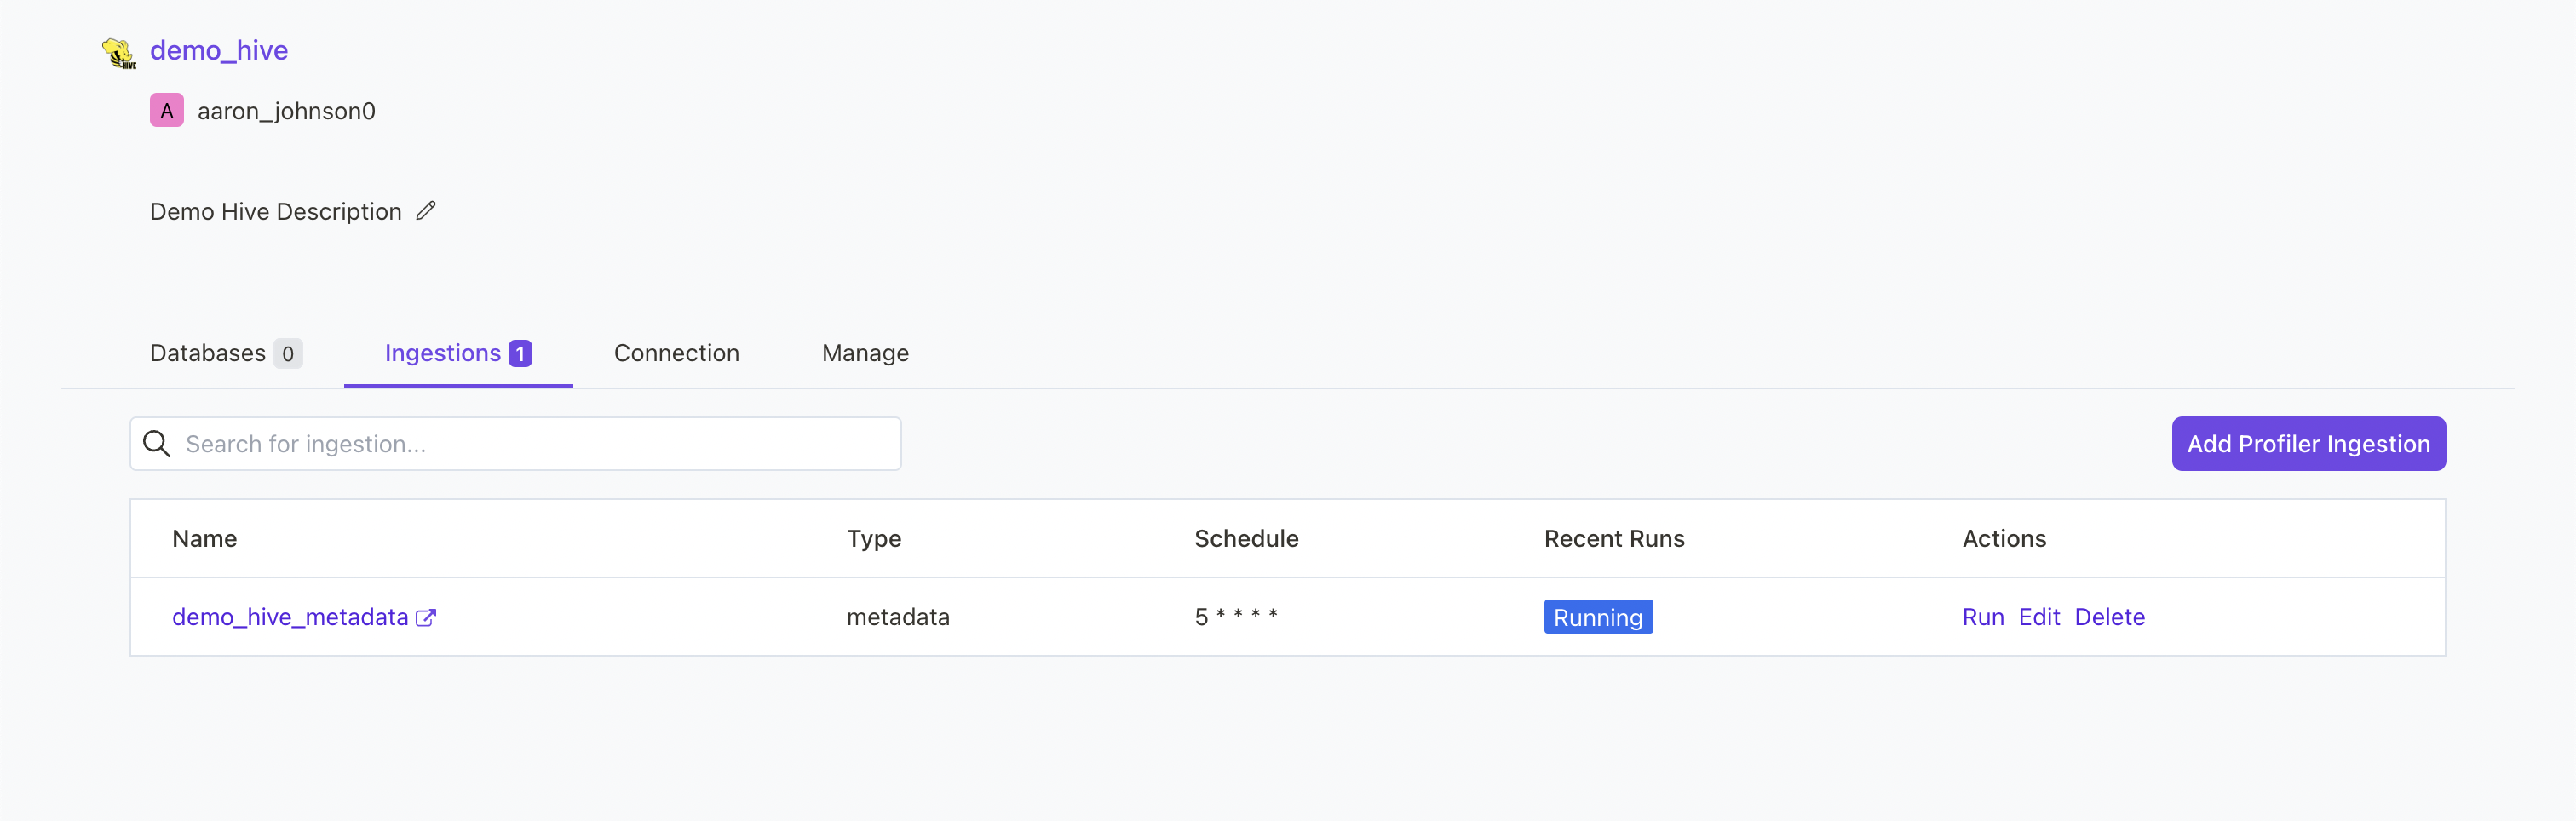 HIVE
demo_hive
A aaron_johnson0
Demo Hive Description
Databases 0 Ingestions 1 Connection Manage
Search for ingestion... Add Profiler Ingestion
Name Type Schedule Recent Runs Actions
demo_hive_metadata metadata 5 * * * * Running Run Edit Delete